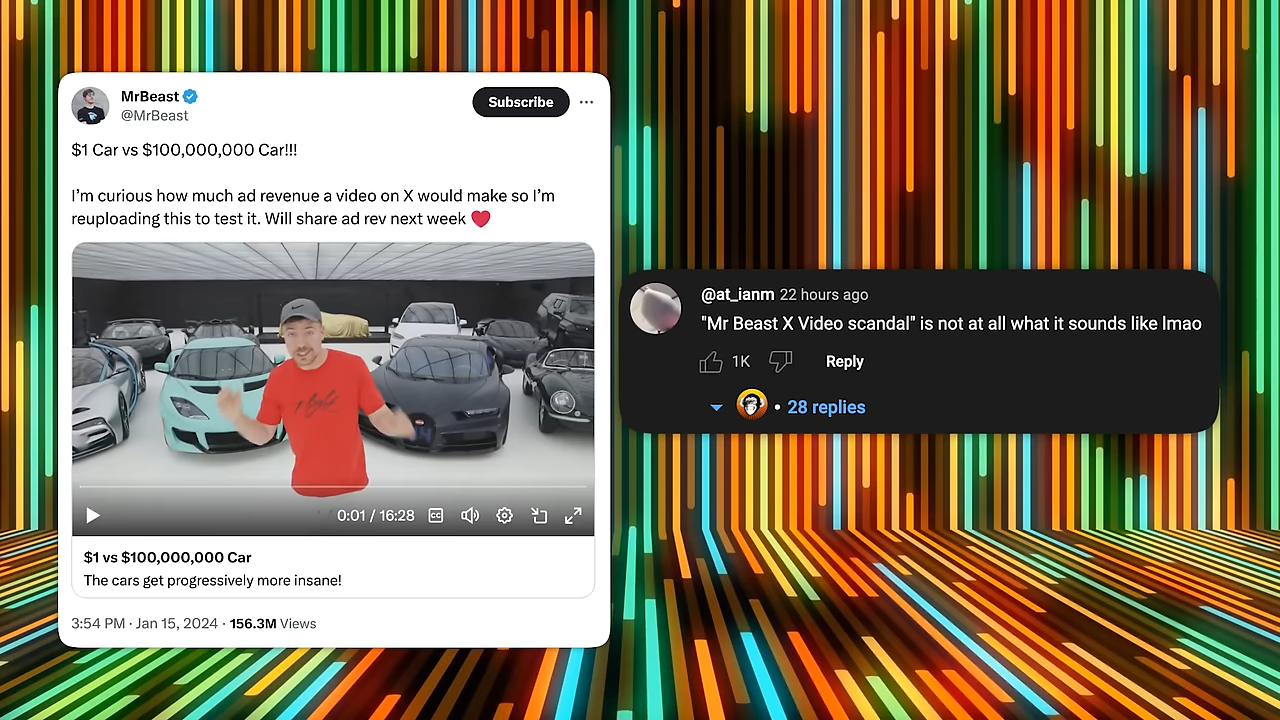 MrBeast
@MrBeast
Subscribe
$1 Car vs $100,000,000 Car!!!
I'm curious how much ad revenue a video on X would make so I'm
reuploading this to test it. Will share ad rev next week ❤️
0:01 / 16:28
CC
$1 vs $100,000,000 Car
The cars get progressively more insane!
3:54 PM · Jan 15, 2024 · 156.3M Views
@at_ianm 22 hours ago
"Mr Beast X Video scandal" is not at all what it sounds like lmao
1K
Reply
• 28 replies